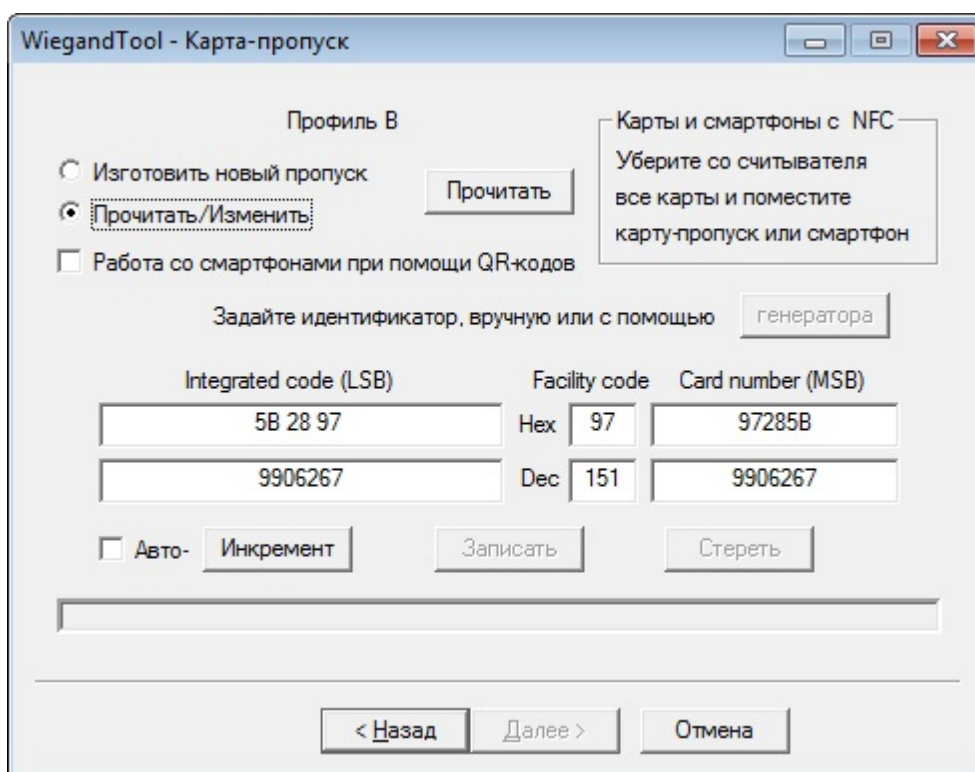 WiegandTool - Карта-пропуск
Профиль В
Изготовить новый пропуск
Прочитать/Изменить
Прочитать
Карты и смартфоны с NFC
Уберите со считывателя
все карты и поместите
карту-пропуск или смартфон
Работа со смартфонами при помощи QR-кодов
Задайте идентификатор, вручную или с помощью генератора
Integrated code (LSB) Facility code Card number (MSB)
5B 28 97 Hex 97 97285B
9906267 Dec 151 9906267
Авто- Инкремент Записать Стереть
< Назад Далее > Отмена